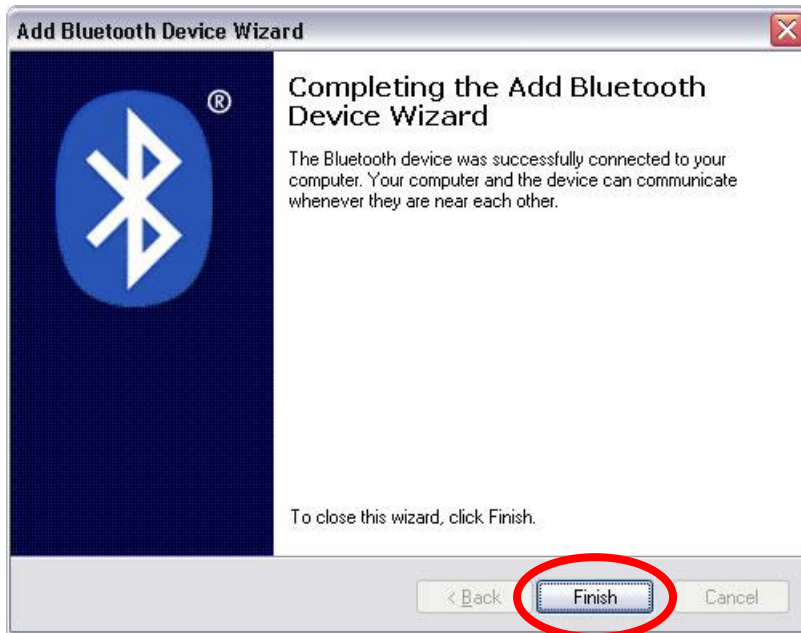 Add Bluetooth Device Wizard
®
Completing the Add Bluetooth
Device Wizard
The Bluetooth device was successfully connected to your
computer. Your computer and the device can communicate
whenever they are near each other.
To close this wizard, click Finish.
< Back Finish Cancel